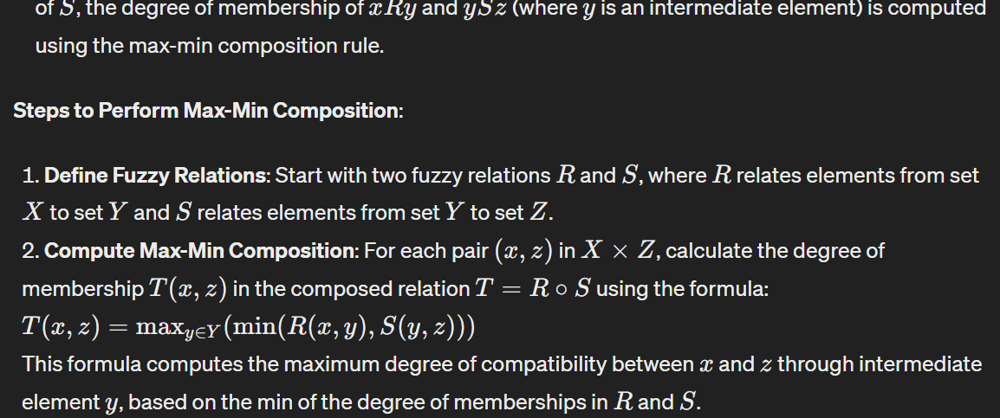 of S, the degree of membership of xRy and ySz (where y is an intermediate element) is computed
using the max-min composition rule.
Steps to Perform Max-Min Composition:
1. Define Fuzzy Relations: Start with two fuzzy relations R and S, where R relates elements from set
X to set Y and S relates elements from set Y to set Z.
2. Compute Max-Min Composition: For each pair (x, z) in X × Z, calculate the degree of
membership T(x, z) in the composed relation T = R ∘ S using the formula:
T(x, z) = max_{y∈Y}(min(R(x, y), S(y, z)))
This formula computes the maximum degree of compatibility between x and z through intermediate
element y, based on the min of the degree of memberships in R and S.